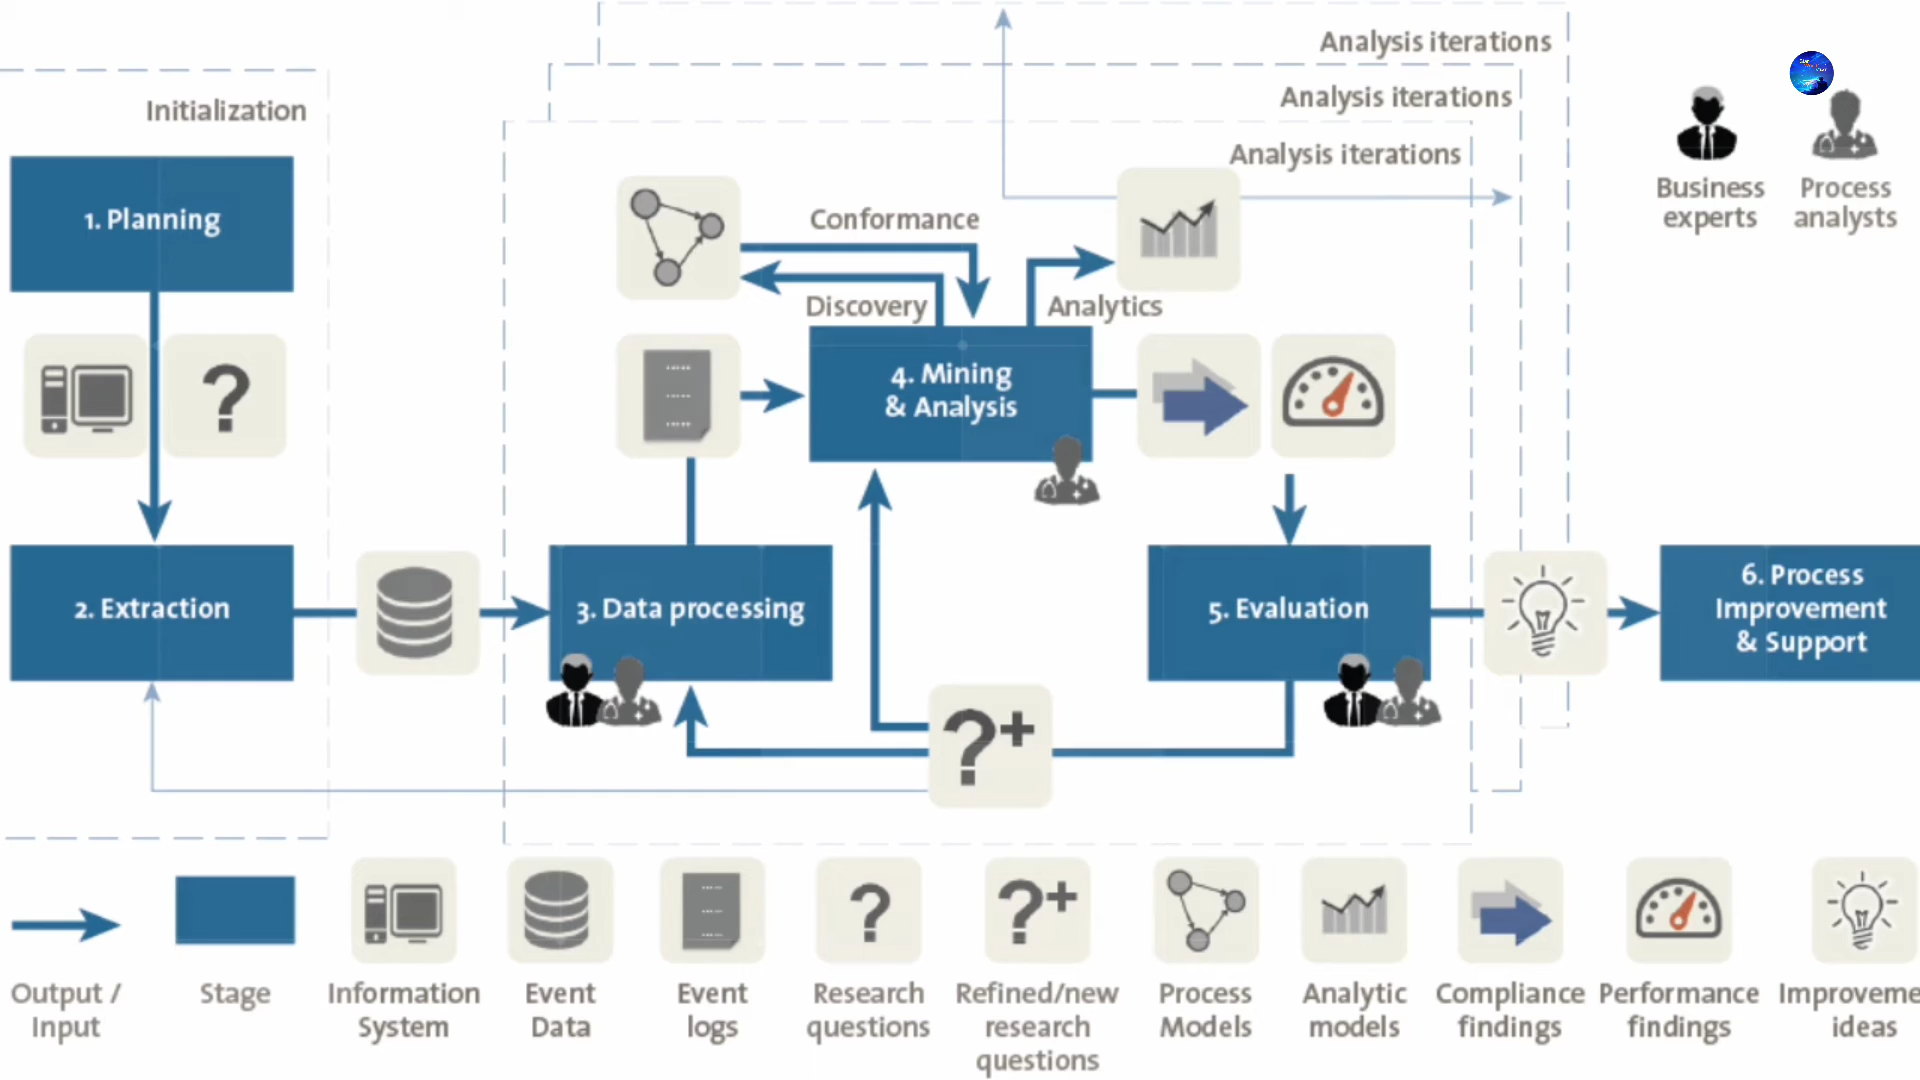 Analysis iterations
Analysis iterations
Initialization
Analysis iterations
Business
experts
Process
analysts
1. Planning
Conformance
Discovery
Analytics
4. Mining
& Analysis
2. Extraction
3. Data processing
5. Evaluation
6. Process
Improvement
& Support
Output /
Input
Stage
Information
System
Event
Data
Event
logs
Research
questions
Refined/new
research
questions
Process
Models
Analytic
models
Compliance
findings
Performance
findings
Improveme
ideas